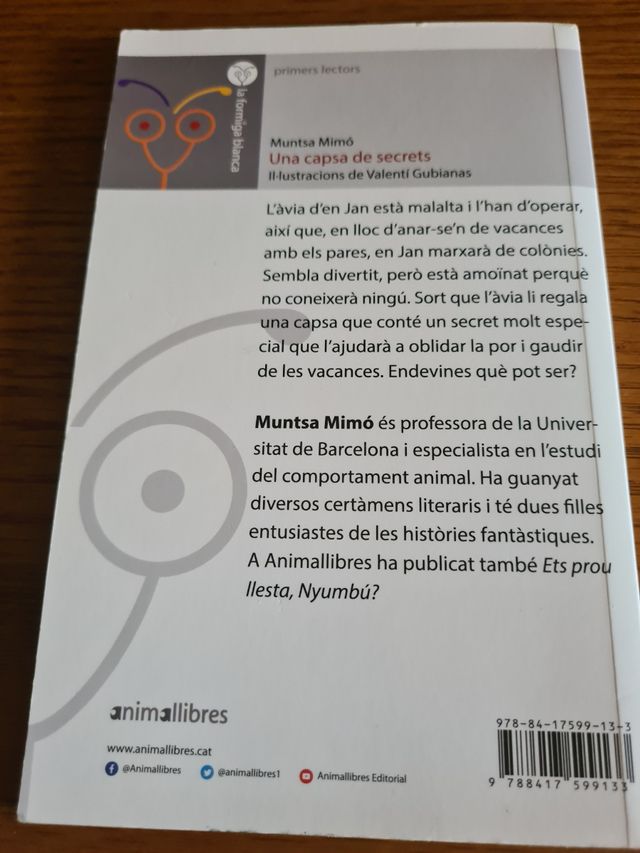 primers lectors
la formiga blanca
Muntsa Mimó
Una capsa de secrets
Il·lustracions de Valentí Gubianas
L'àvia d'en Jan està malalta i l'han d'operar,
així que, en lloc d'anar-se'n de vacances
amb els pares, en Jan marxarà de colònies.
Sembla divertit, però està amoïnat perquè
no coneixerà ningú. Sort que l'àvia li regala
una capsa que conté un secret molt espe-
cial que l'ajudarà a oblidar la por i gaudir
de les vacances. Endevines què pot ser?
Muntsa Mimó és professora de la Univer-
sitat de Barcelona i especialista en l'estudi
del comportament animal. Ha guanyat
diversos certàmens literaris i té dues filles
entusiastes de les històries fantàstiques.
A Animallibres ha publicat també Ets prou
llesta, Nyumbú?
animallibres
www.animallibres.cat
@Animallibres @animallibres1 Animallibres Editorial
978-84-17599-13-3
9 788417 599133